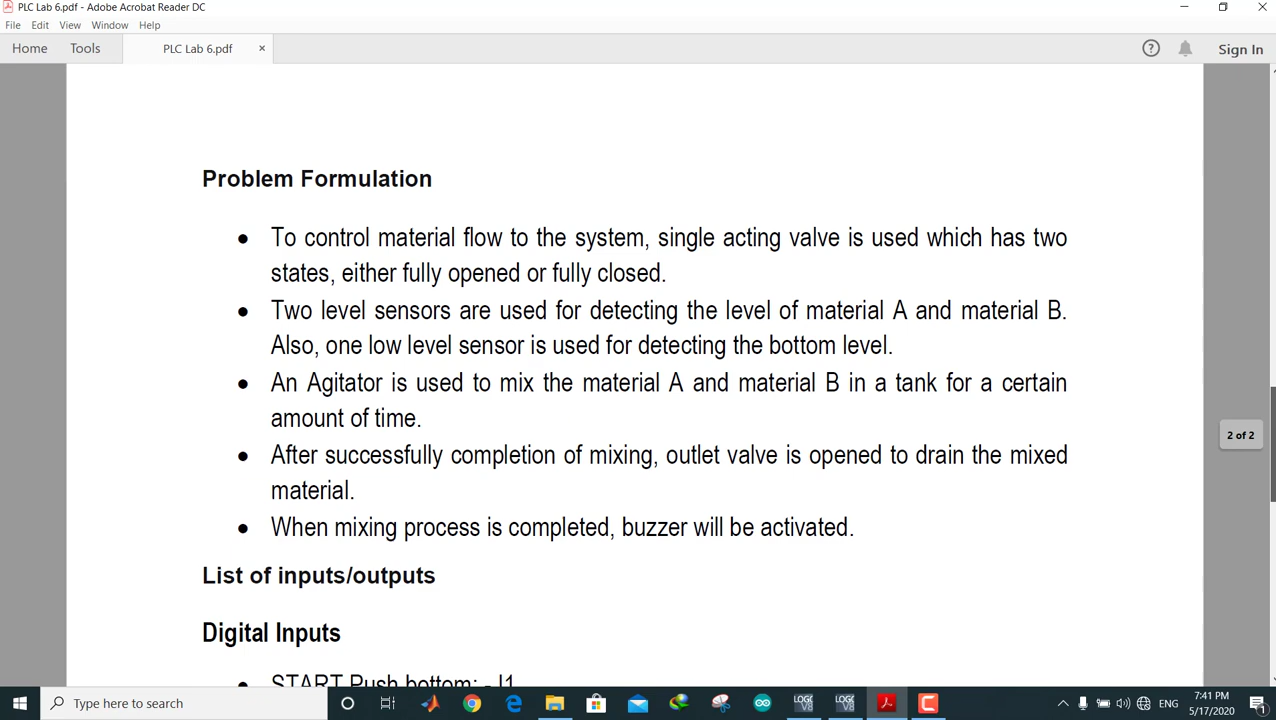 PLC Lab 6.pdf - Adobe Acrobat Reader DC
File Edit View Window Help
Home Tools PLC Lab 6.pdf × Sign In
Problem Formulation
● To control material flow to the system, single acting valve is used which has two
states, either fully opened or fully closed.
● Two level sensors are used for detecting the level of material A and material B.
Also, one low level sensor is used for detecting the bottom level.
● An Agitator is used to mix the material A and material B in a tank for a certain
amount of time.
2 of 2
● After successfully completion of mixing, outlet valve is opened to drain the mixed
material.
● When mixing process is completed, buzzer will be activated.
List of inputs/outputs
Digital Inputs
● START Push bottom: - I1
Type here to search
ENG
7:41 PM
5/17/2020